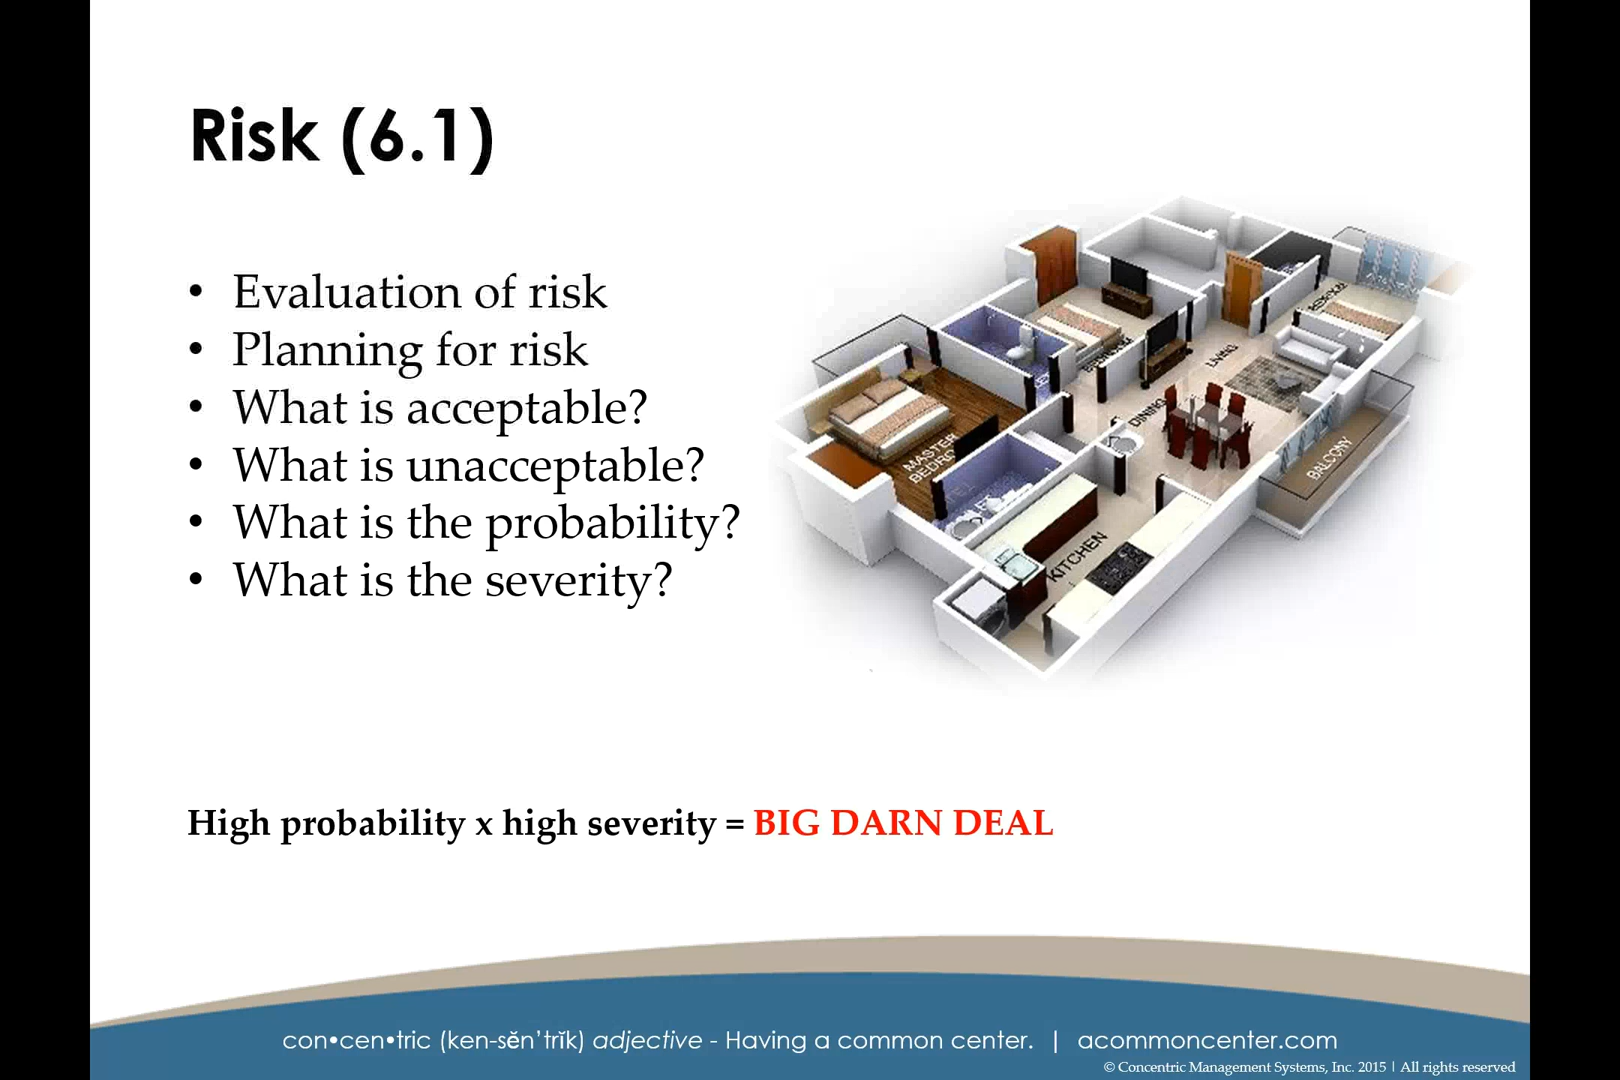 Risk (6.1)
• Evaluation of risk
• Planning for risk
• What is acceptable?
• What is unacceptable?
• What is the probability?
• What is the severity?
MASTER
LIVING
DINING
BALCONY
KITCHEN
High probability x high severity = BIG DARN DEAL
con•cen•tric (ken-sĕn’trĭk) adjective - Having a common center. | acommoncenter.com
© Concentric Management Systems, Inc. 2015 | All rights reserved